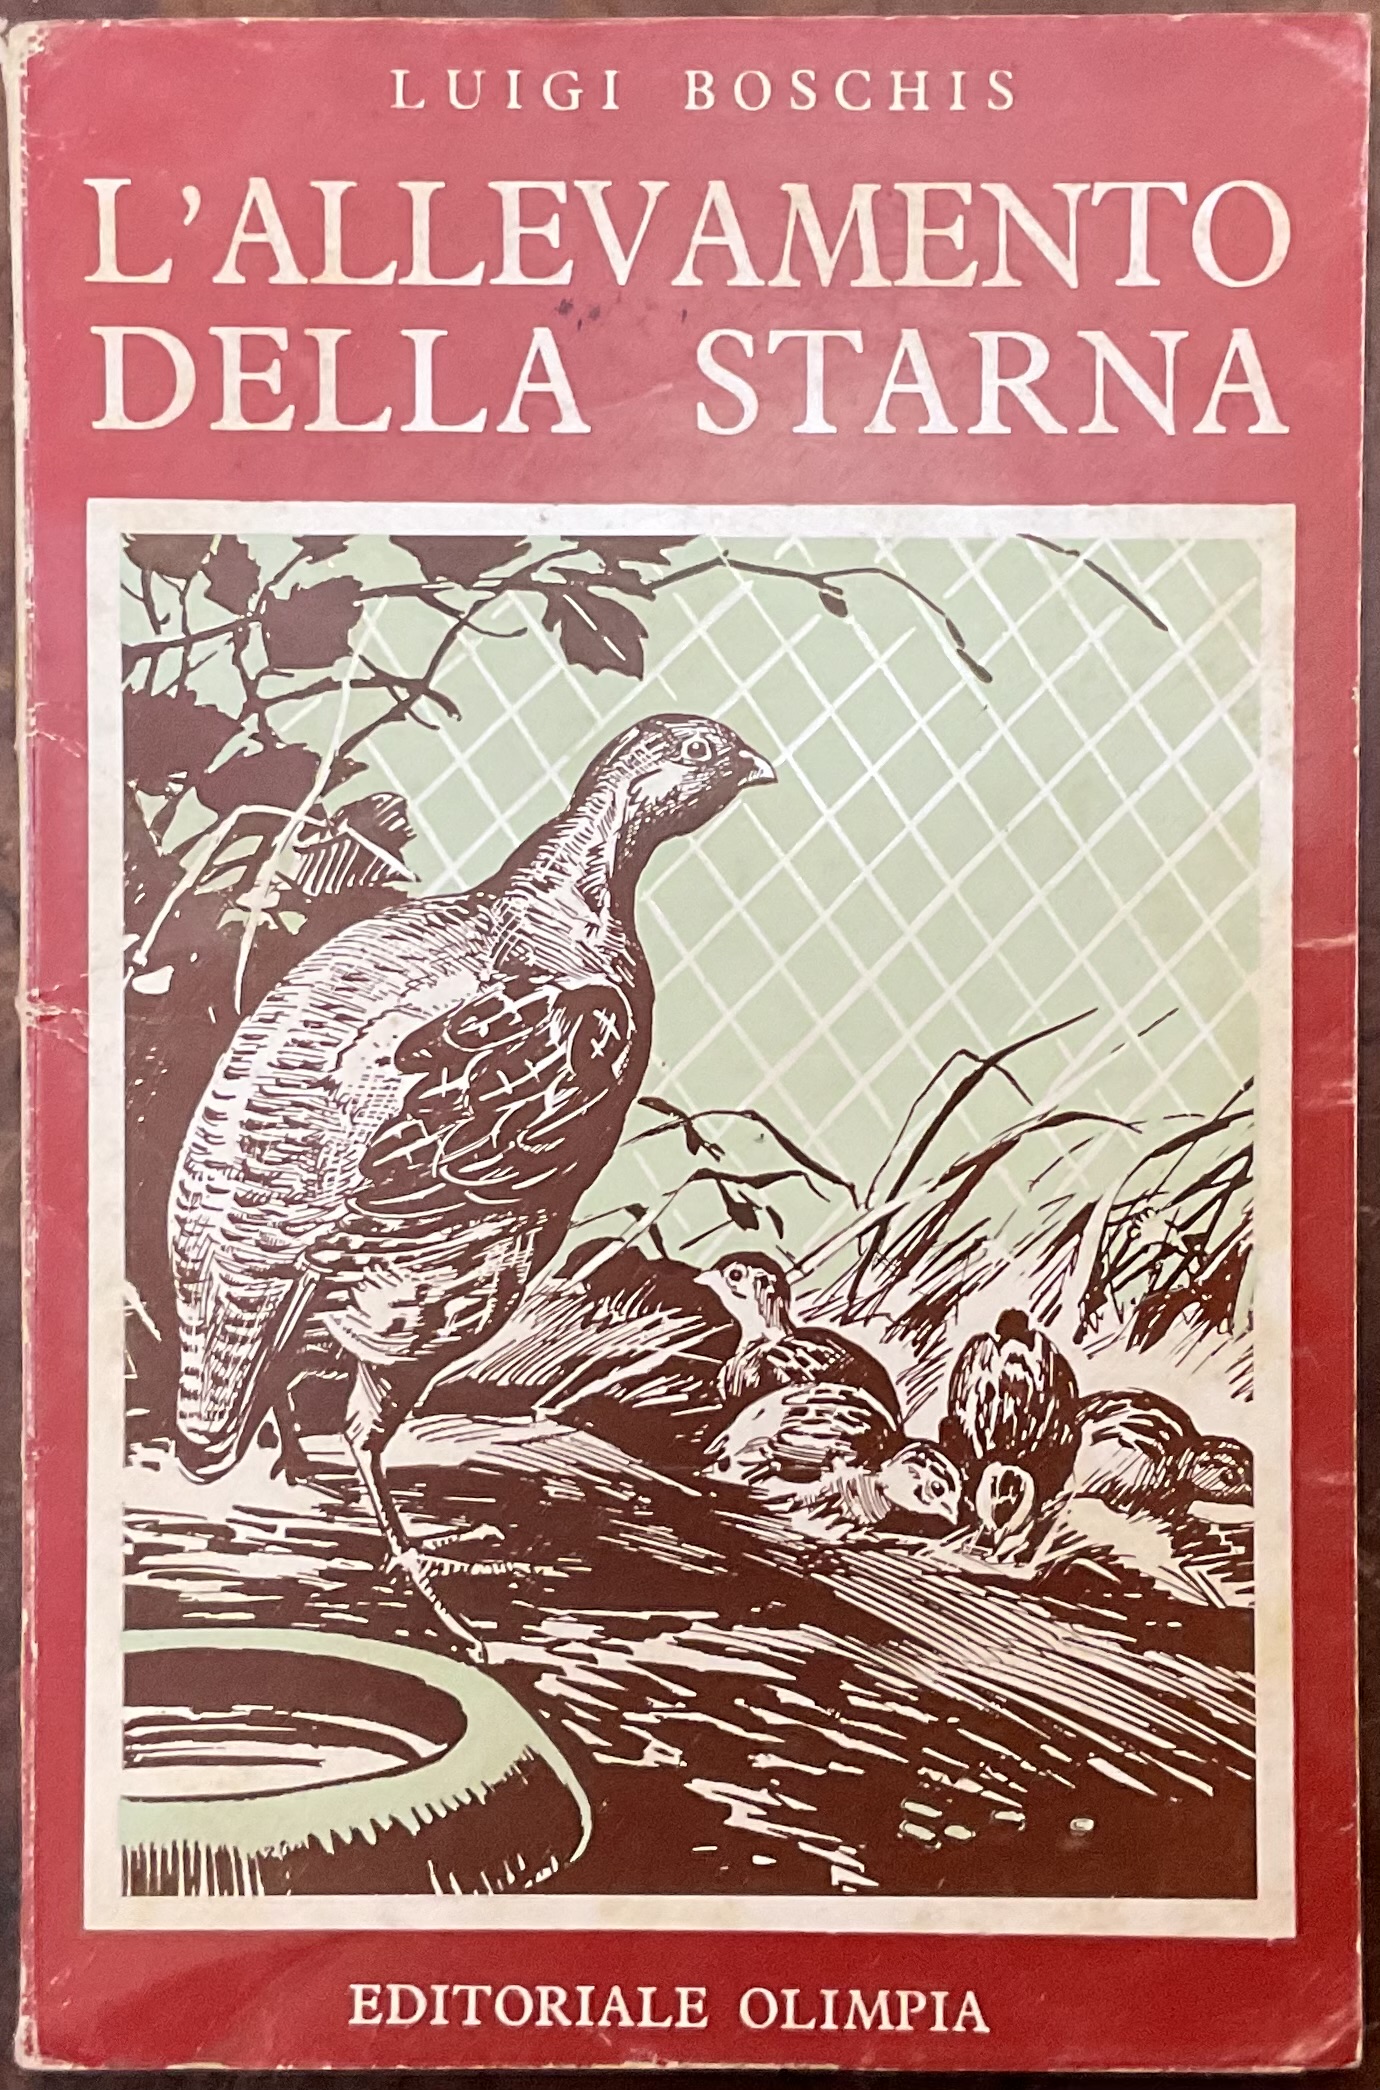 LUIGI BOSCHIS
L'ALLEVAMENTO
DELLA STARNA
EDITORIALE OLIMPIA